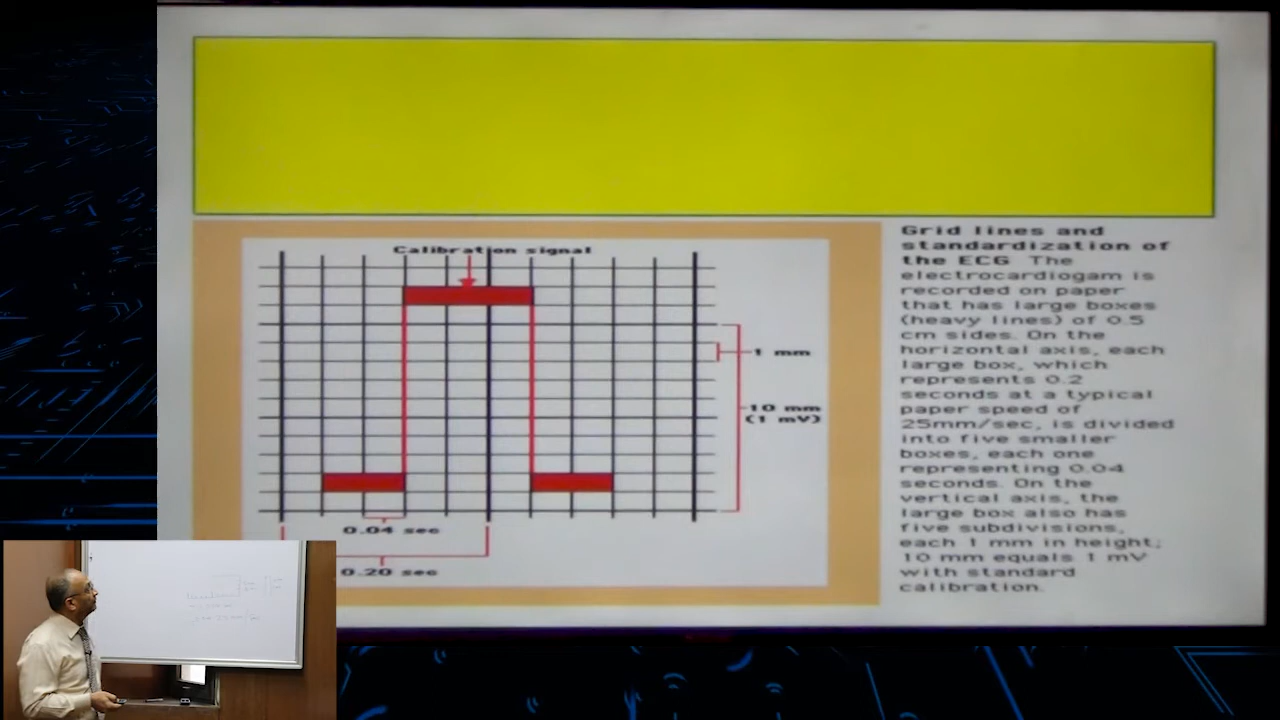 Calibration signal
1 mm
10 mm
(1 mV)
0.04 sec
0.20 sec
Grid lines and
standardization of
the ECG The
electrocardiogam is
recorded on paper
that has large boxes
(heavy lines) of 0.5
cm sides. On the
horizontal axis, each
large box, which
represents 0.2
seconds at a typical
paper speed of
25mm/sec, is divided
into five smaller
boxes, each one
representing 0.04
seconds. On the
vertical axis, the
large box also has
five subdivisions,
each 1 mm in height;
10 mm equals 1 mV
with standard
calibration.